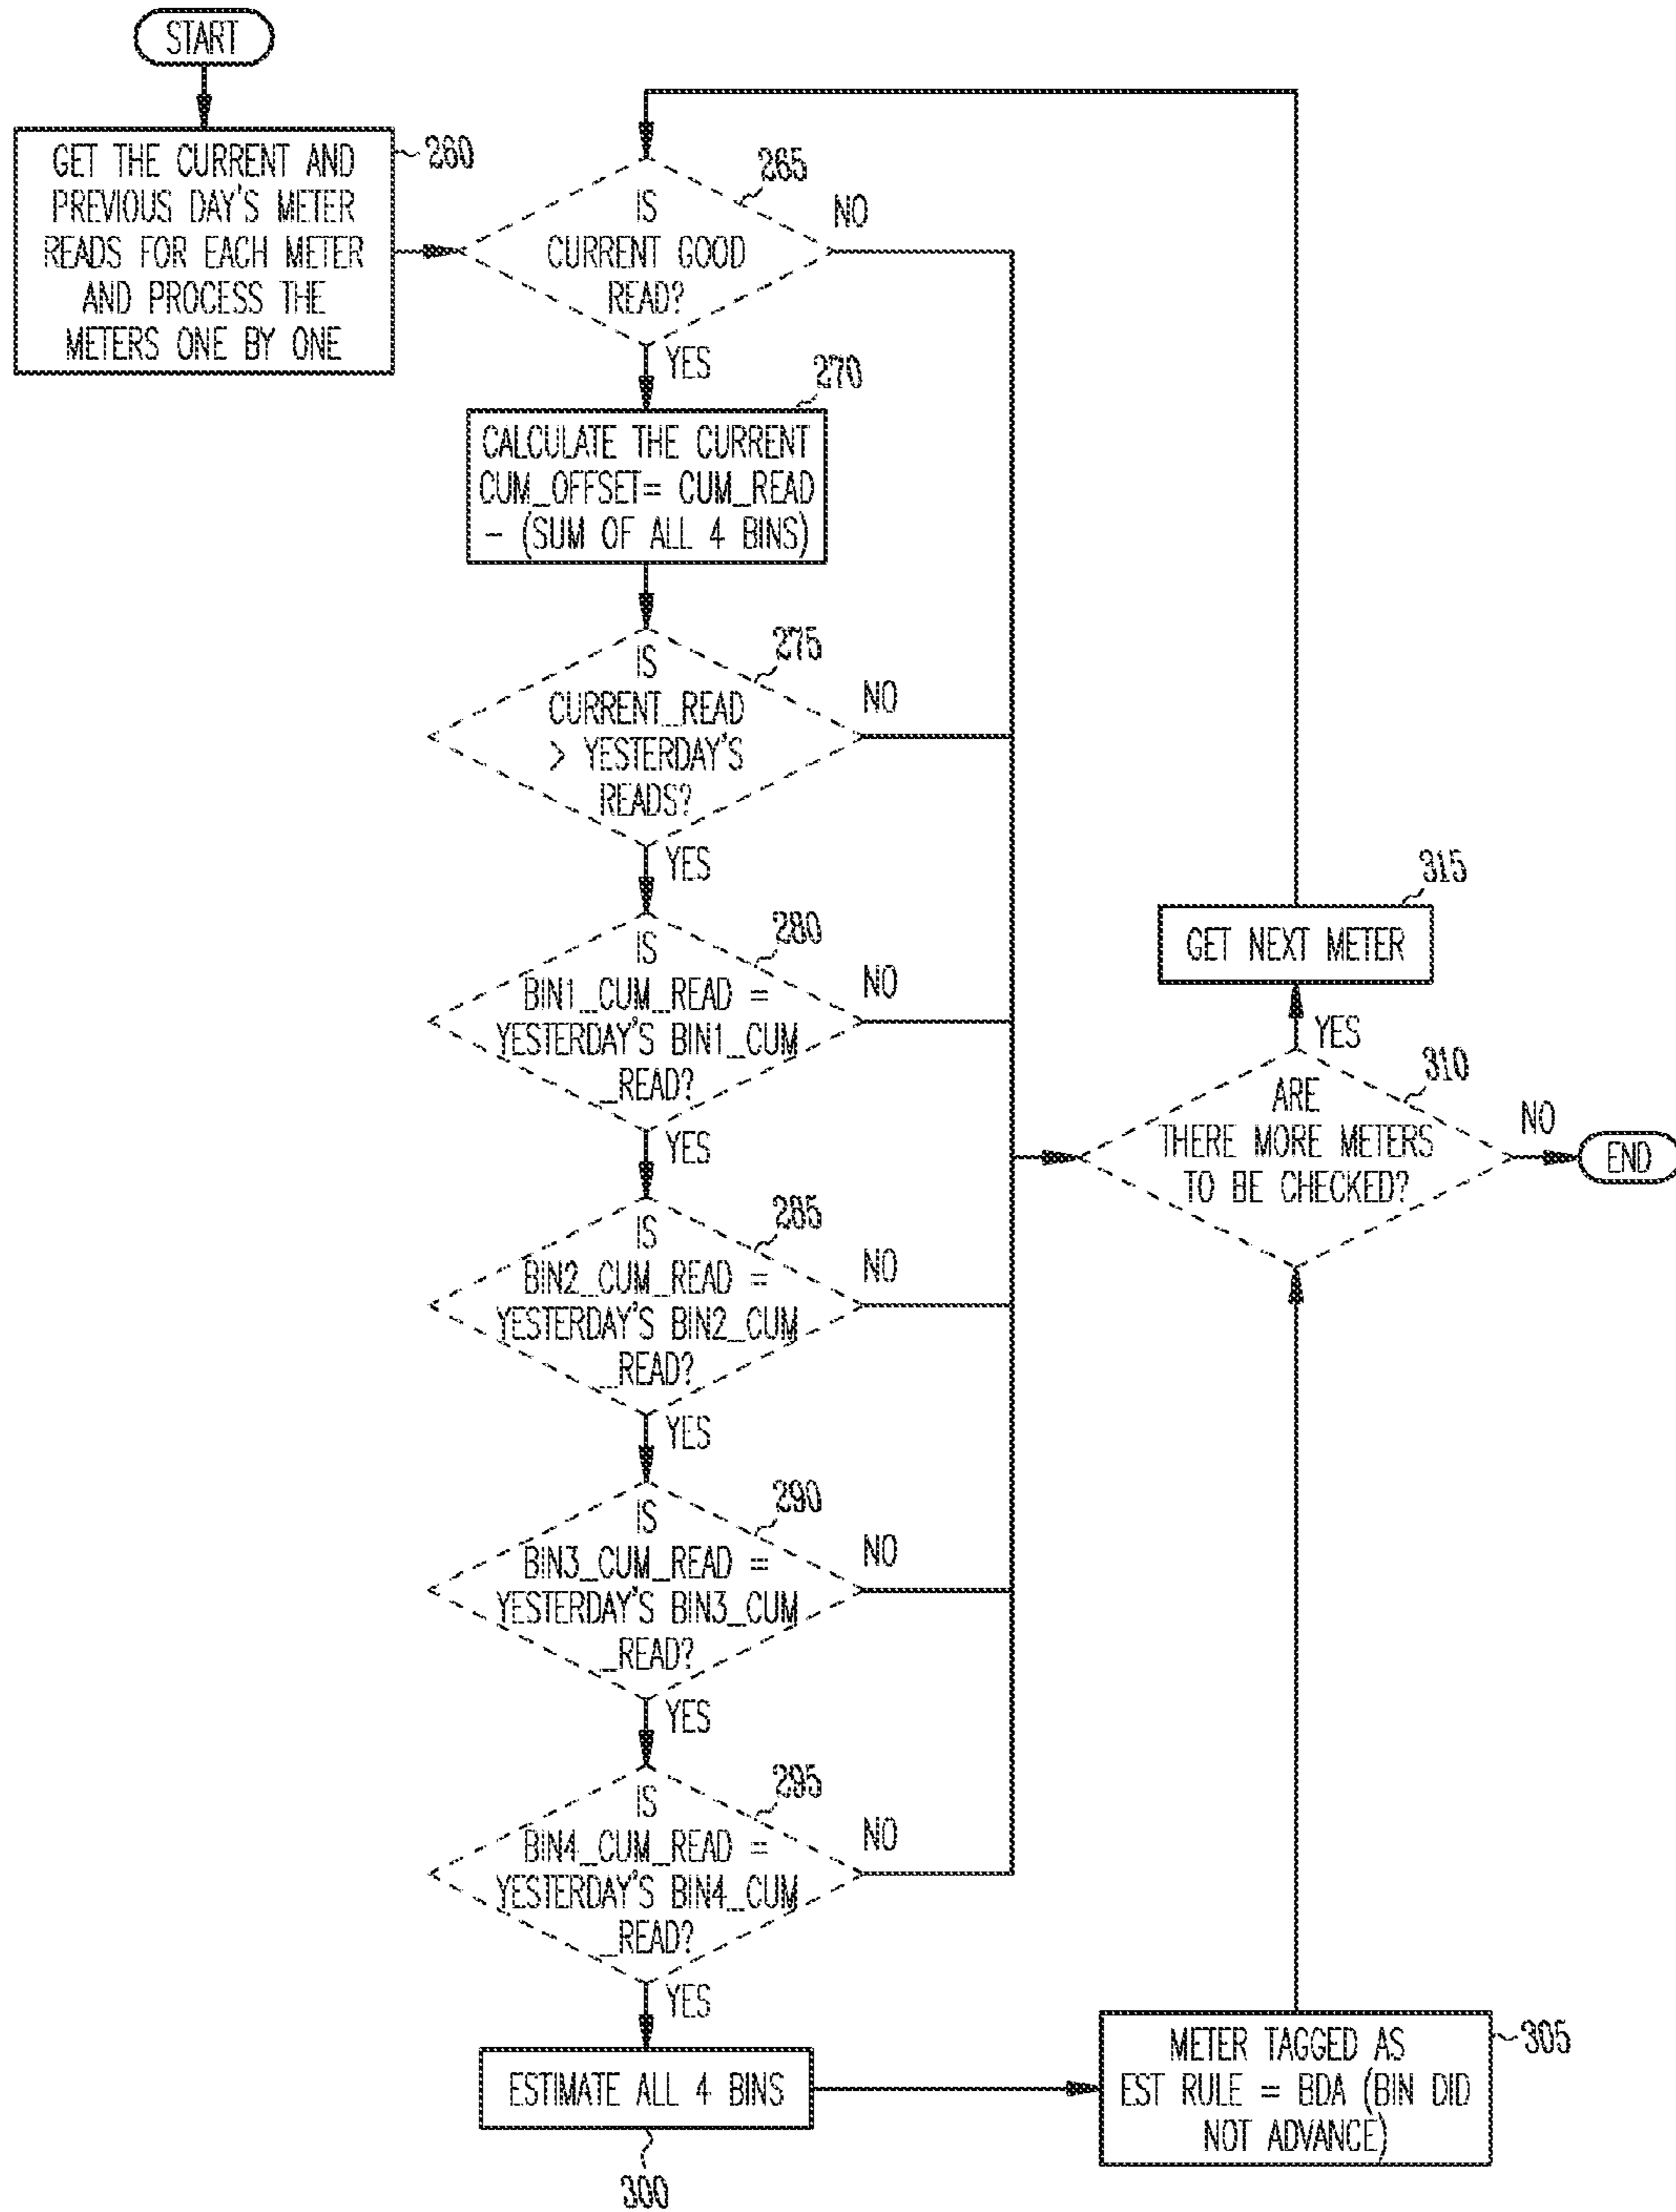 START
GET THE CURRENT AND
PREVIOUS DAY'S METER
READS FOR EACH METER
AND PROCESS THE
METERS ONE BY ONE
260
IS
CURRENT GOOD
READ?
265
NO
YES
270
CALCULATE THE CURRENT
CUM_OFFSET= CUM_READ
- (SUM OF ALL 4 BINS)
IS
CURRENT_READ
> YESTERDAY'S
READS?
275
NO
YES
IS
BIN1_CUM_READ =
YESTERDAY'S BIN1_CUM
_READ?
280
NO
YES
IS
BIN2_CUM_READ =
YESTERDAY'S BIN2_CUM
_READ?
285
NO
YES
IS
BIN3_CUM_READ =
YESTERDAY'S BIN3_CUM
_READ?
290
NO
YES
IS
BIN4_CUM_READ =
YESTERDAY'S BIN4_CUM
_READ?
295
NO
YES
ESTIMATE ALL 4 BINS
300
METER TAGGED AS
EST RULE = BDA (BIN DID
NOT ADVANCE)
305
ARE
THERE MORE METERS
TO BE CHECKED?
310
YES
NO
END
GET NEXT METER
315